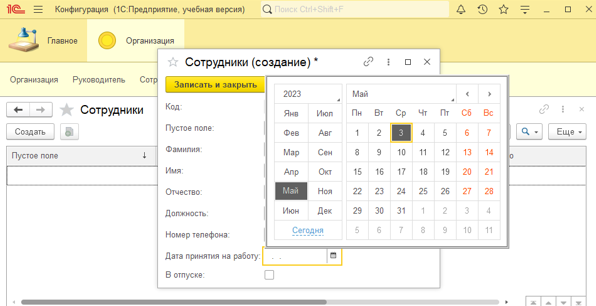 1С Конфигурация (1С:Предприятие, учебная версия) Поиск Ctrl+Shift+F
Главное Организация
Организация Руководитель Сотр
Сотрудники (создание) *
Записать и закрыть
Сотрудники
Создать
Еще
Пустое поле
Код:
Пустое поле:
Фамилия:
Имя:
Отчество:
Должность:
Номер телефона:
Дата принятия на работу: . .
В отпуске:
2023 Май
Янв Июл Пн Вт Ср Чт Пт Сб Вс
Фев Авг 1 2 3 4 5 6 7
Мар Сен 8 9 10 11 12 13 14
Апр Окт 15 16 17 18 19 20 21
Май Ноя 22 23 24 25 26 27 28
Июн Дек 29 30 31 1 2 3 4
Сегодня 5 6 7 8 9 10 11